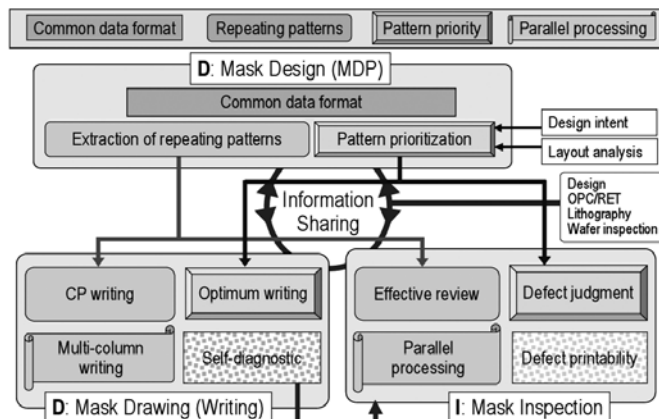 Common data format
Repeating patterns
Pattern priority
Parallel processing
D: Mask Design (MDP)
Common data format
Extraction of repeating patterns
Pattern prioritization
Design intent
Layout analysis
Information
Sharing
Design
OPC/RET
Lithography
Wafer inspection
CP writing
Optimum writing
Multi-column
writing
Self-diagnostic
D: Mask Drawing (Writing)
Effective review
Defect judgment
Parallel
processing
Defect printability
I: Mask Inspection